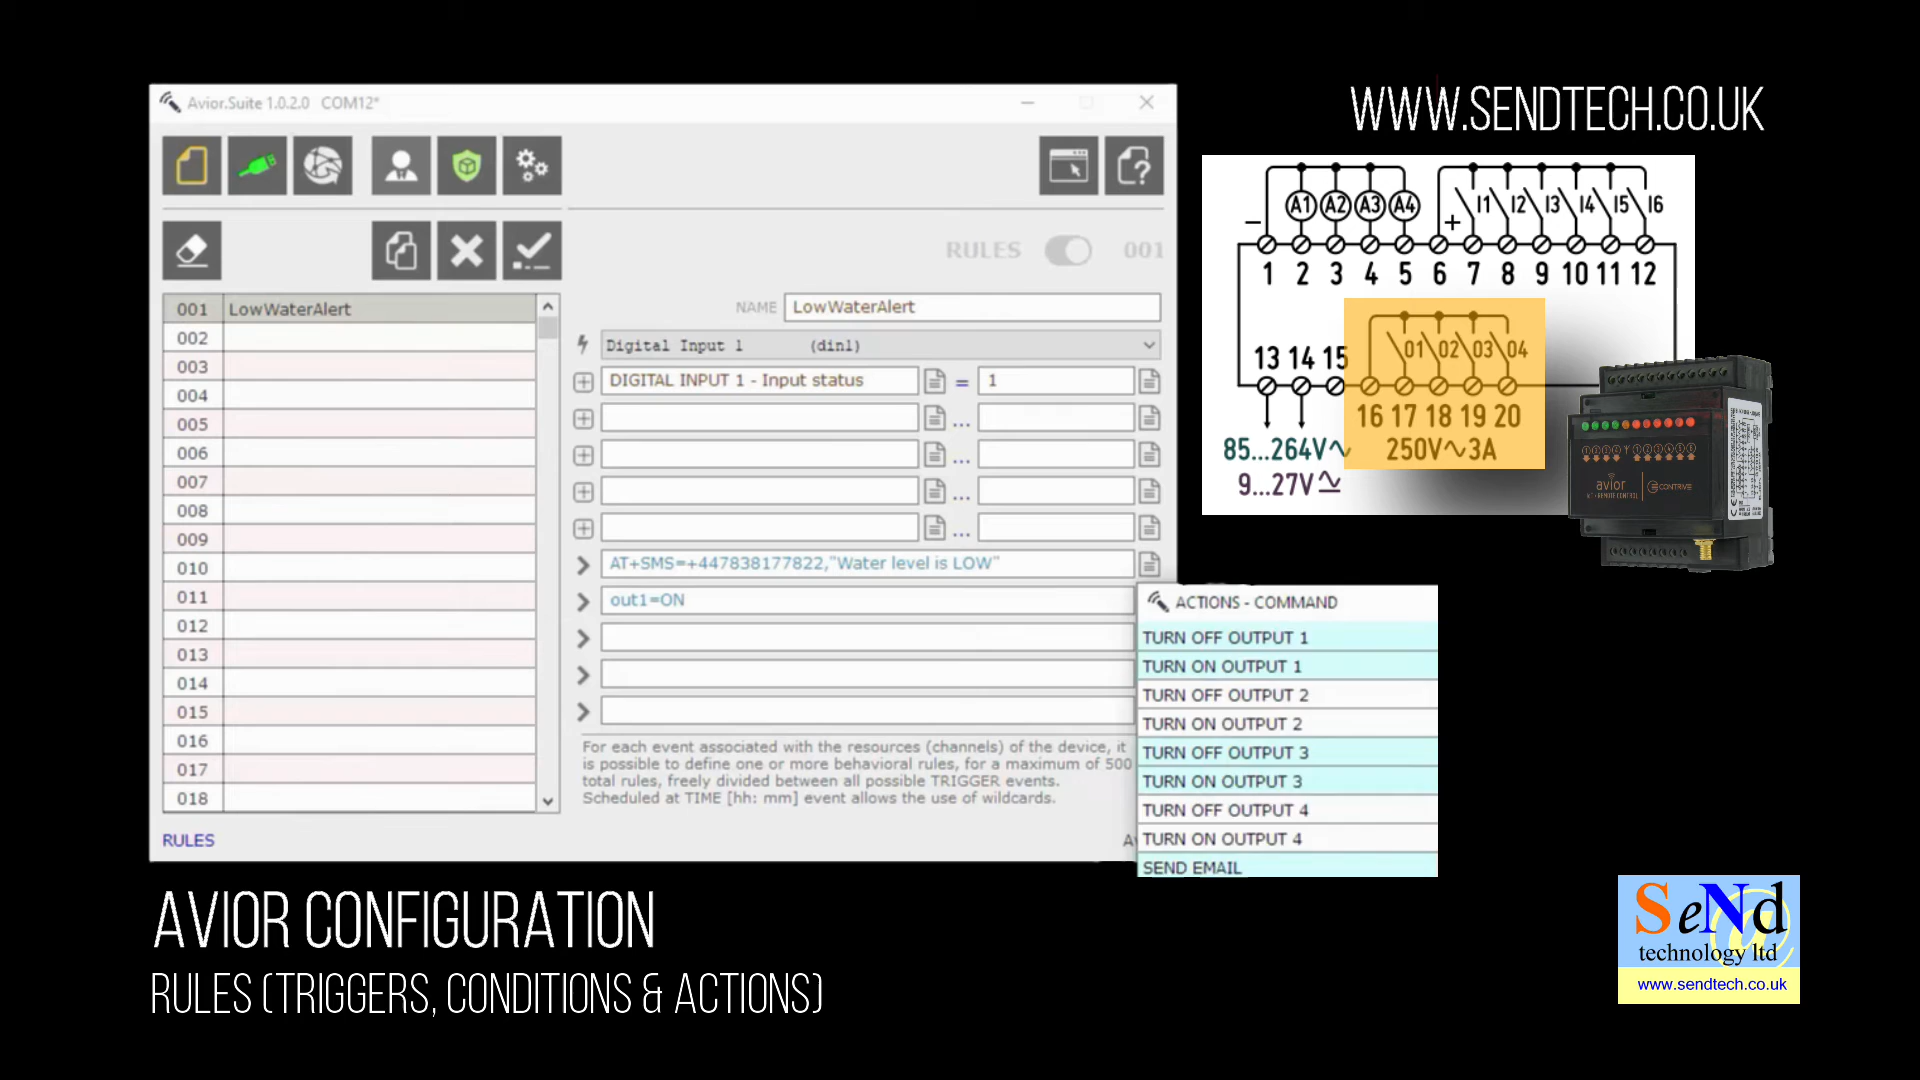 Avior.Suite 1.0.2.0 COM12*
WWW.SENDTECH.CO.UK
RULES 001
NAME LowWaterAlert
001 LowWaterAlert
002
003
004
005
006
007
008
009
010
011
012
013
014
015
016
017
018
Digital Input 1 (din1)
DIGITAL INPUT 1 - Input status = 1
...
...
...
...
AT+SMS=+447838177822,"Water level is LOW"
out1=ON
For each event associated with the resources (channels) of the device, it
is possible to define one or more behavioral rules, for a maximum of 500
total rules, freely divided between all possible TRIGGER events.
Scheduled at TIME [hh: mm] event allows the use of wildcards.
RULES
ACTIONS - COMMAND
TURN OFF OUTPUT 1
TURN ON OUTPUT 1
TURN OFF OUTPUT 2
TURN ON OUTPUT 2
TURN OFF OUTPUT 3
TURN ON OUTPUT 3
TURN OFF OUTPUT 4
TURN ON OUTPUT 4
SEND EMAIL
A1 A2 A3 A4 I1 I2 I3 I4 I5 I6
− +
1 2 3 4 5 6 7 8 9 10 11 12
01 02 03 04
13 14 15
16 17 18 19 20
85...264V~ 250V~3A
9...27V
avior
CONTRIVE
AVIOR CONFIGURATION
RULES (TRIGGERS, CONDITIONS & ACTIONS)
SeNd
technology ltd
www.sendtech.co.uk